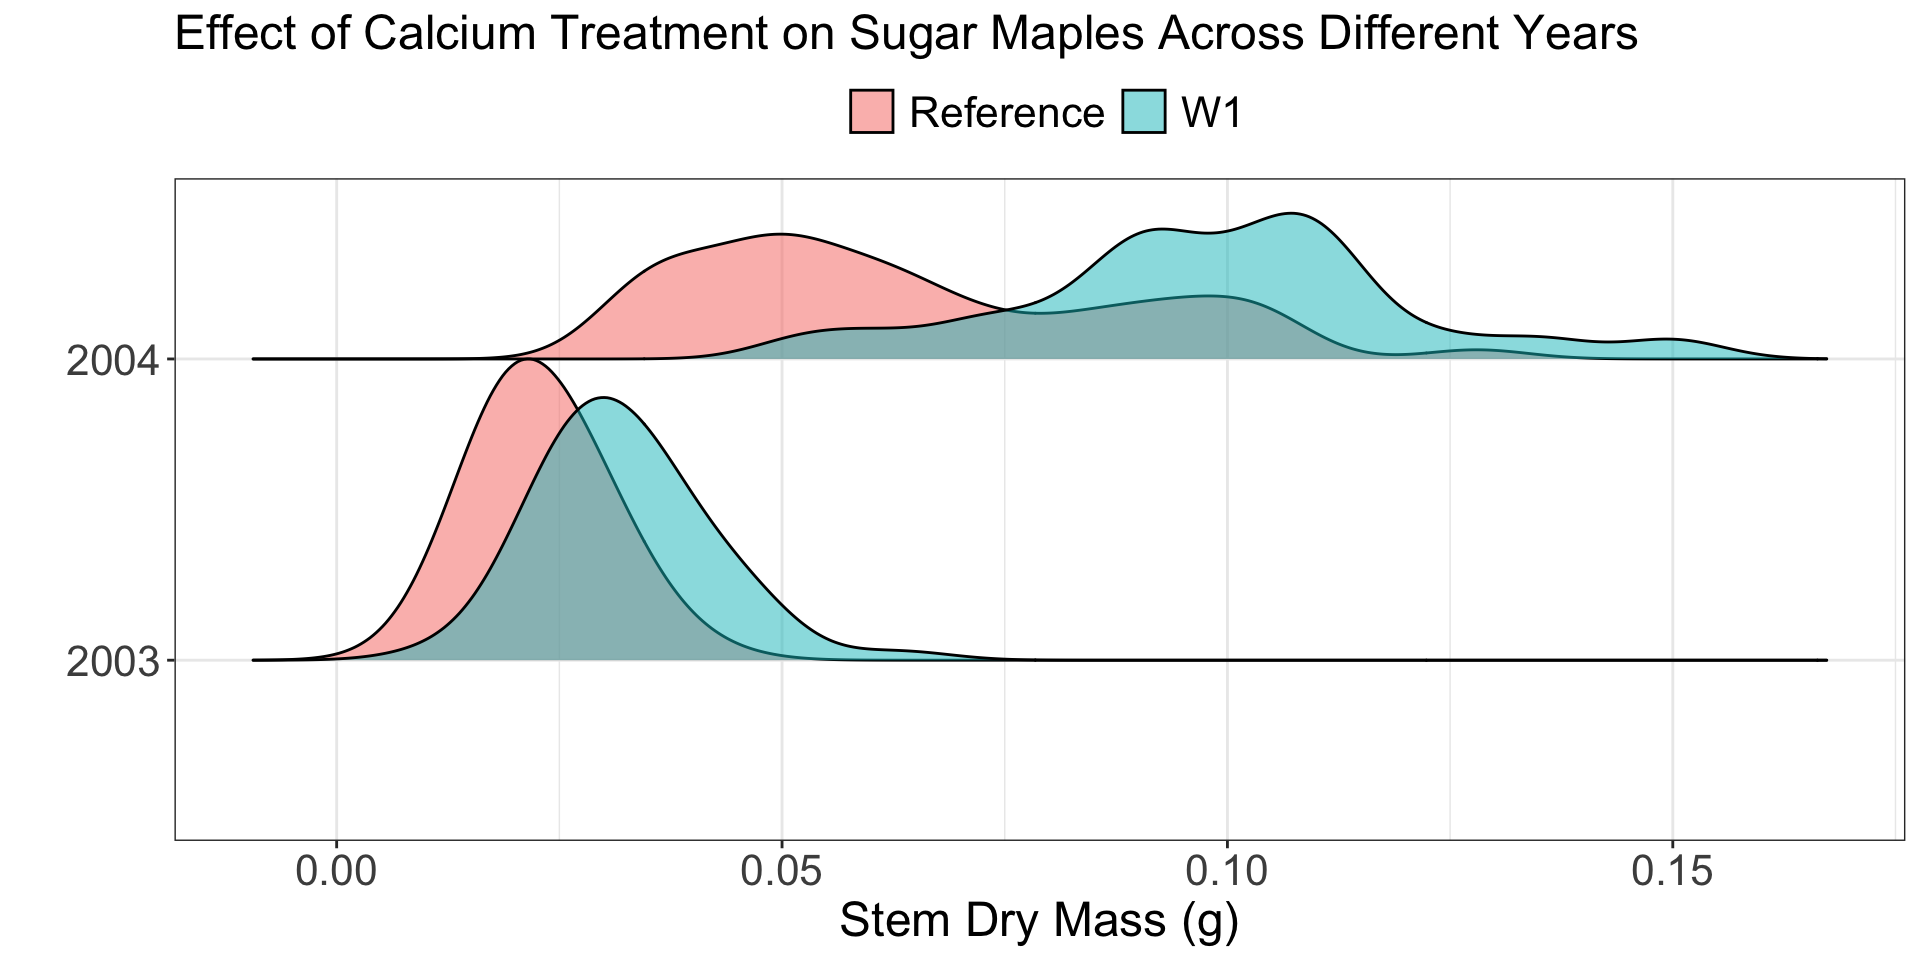 Effect of Calcium Treatment on Sugar Maples Across Different Years
Reference W1
2004
2003
0.00 0.05 0.10 0.15
Stem Dry Mass (g)